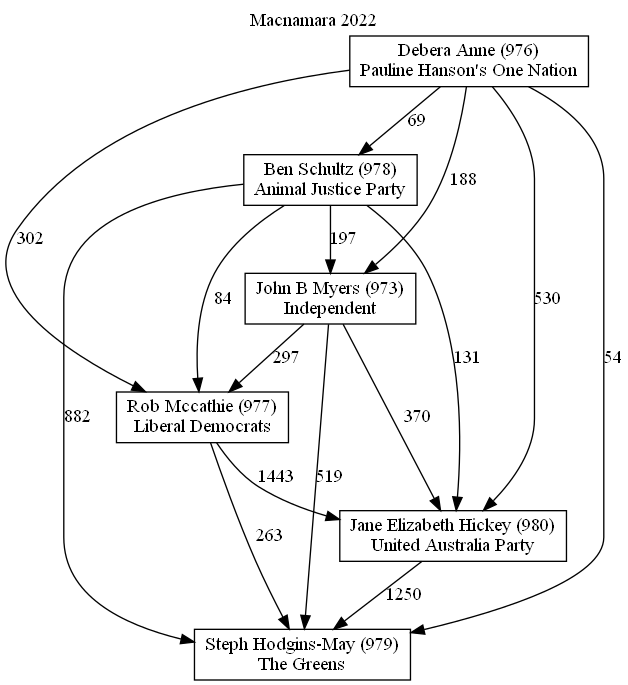 Macnamara 2022
Debera Anne (976)
Pauline Hanson's One Nation
69
Ben Schultz (978)
Animal Justice Party
188
302
197
84
131
530
54
John B Myers (973)
Independent
297
370
882
519
Rob Mccathie (977)
Liberal Democrats
1443
263
Jane Elizabeth Hickey (980)
United Australia Party
1250
Steph Hodgins-May (979)
The Greens